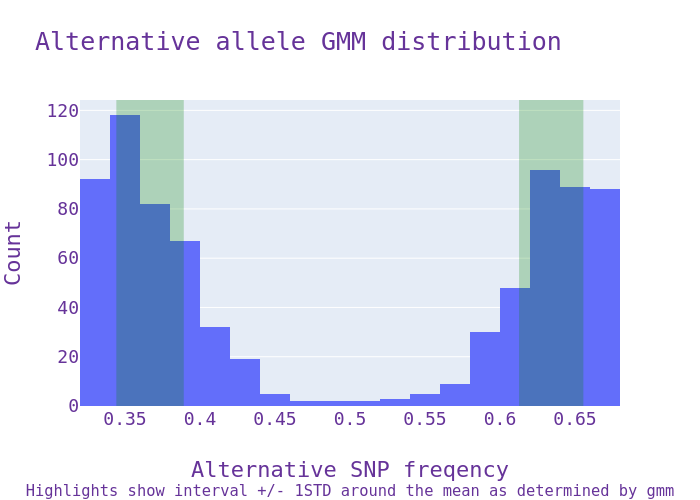 Alternative allele GMM distribution
120
100
80
60
40
20
0
Count
0.35 0.4 0.45 0.5 0.55 0.6 0.65
Alternative SNP freqency
Highlights show interval +/- 1STD around the mean as determined by gmm